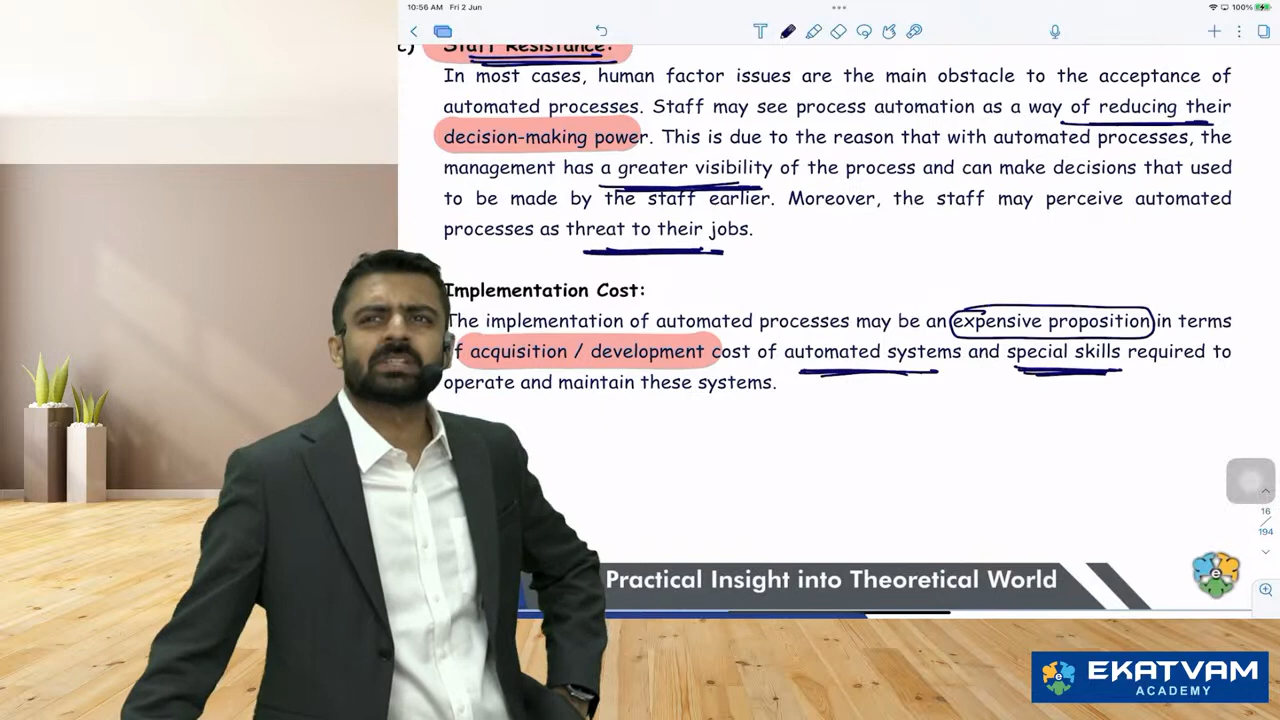 10:56 AM Fri 2 Jun
100%
c) Staff Resistance:
In most cases, human factor issues are the main obstacle to the acceptance of
automated processes. Staff may see process automation as a way of reducing their
decision-making power. This is due to the reason that with automated processes, the
management has a greater visibility of the process and can make decisions that used
to be made by the staff earlier. Moreover, the staff may perceive automated
processes as threat to their jobs.
Implementation Cost:
The implementation of automated processes may be an expensive proposition in terms
f acquisition / development cost of automated systems and special skills required to
operate and maintain these systems.
16
/
194
Practical Insight into Theoretical World
EKATVAM
ACADEMY